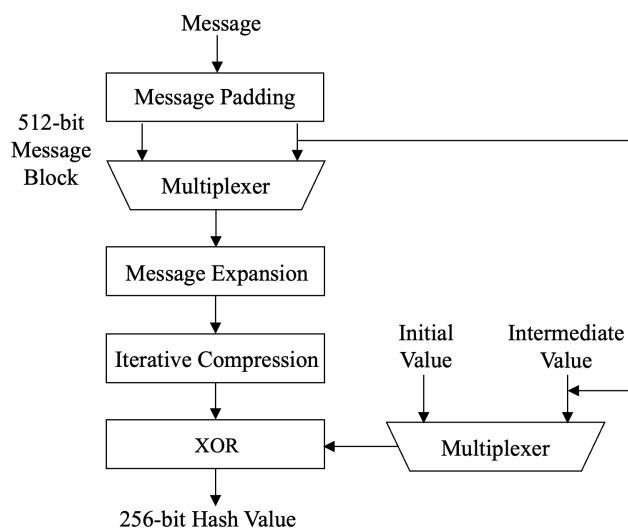 Message
Message Padding
512-bit
Message
Block
Multiplexer
Message Expansion
Iterative Compression
Initial
Value
Intermediate
Value
XOR
Multiplexer
256-bit Hash Value